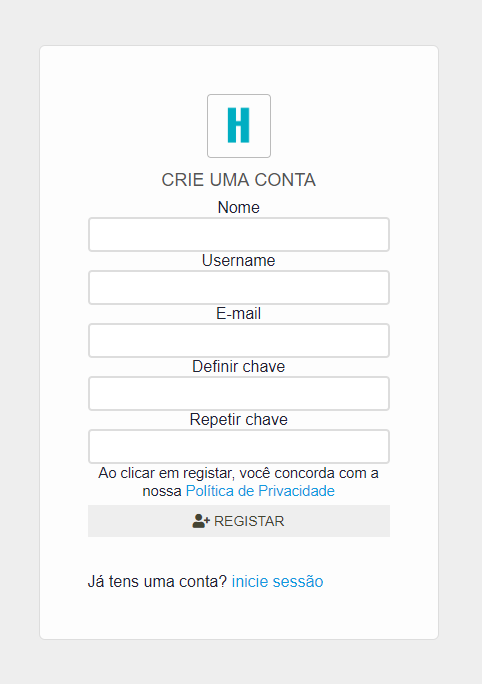 H
CRIE UMA CONTA
Nome
Username
E-mail
Definir chave
Repetir chave
Ao clicar em registar, você concorda com a
nossa Política de Privacidade
REGISTAR
Já tens uma conta? inicie sessão